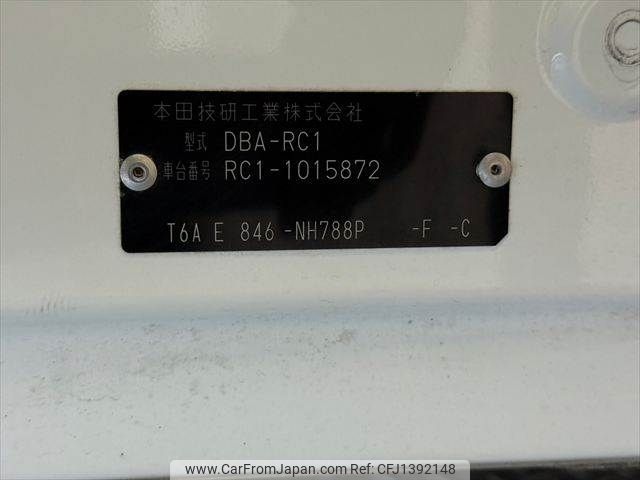 本田技研工業株式会社
型式 DBA-RC1
車台番号 RC1-1015872
T6A E 846-NH788P -F -C
www.CarFromJapan.com - CFJ1392148